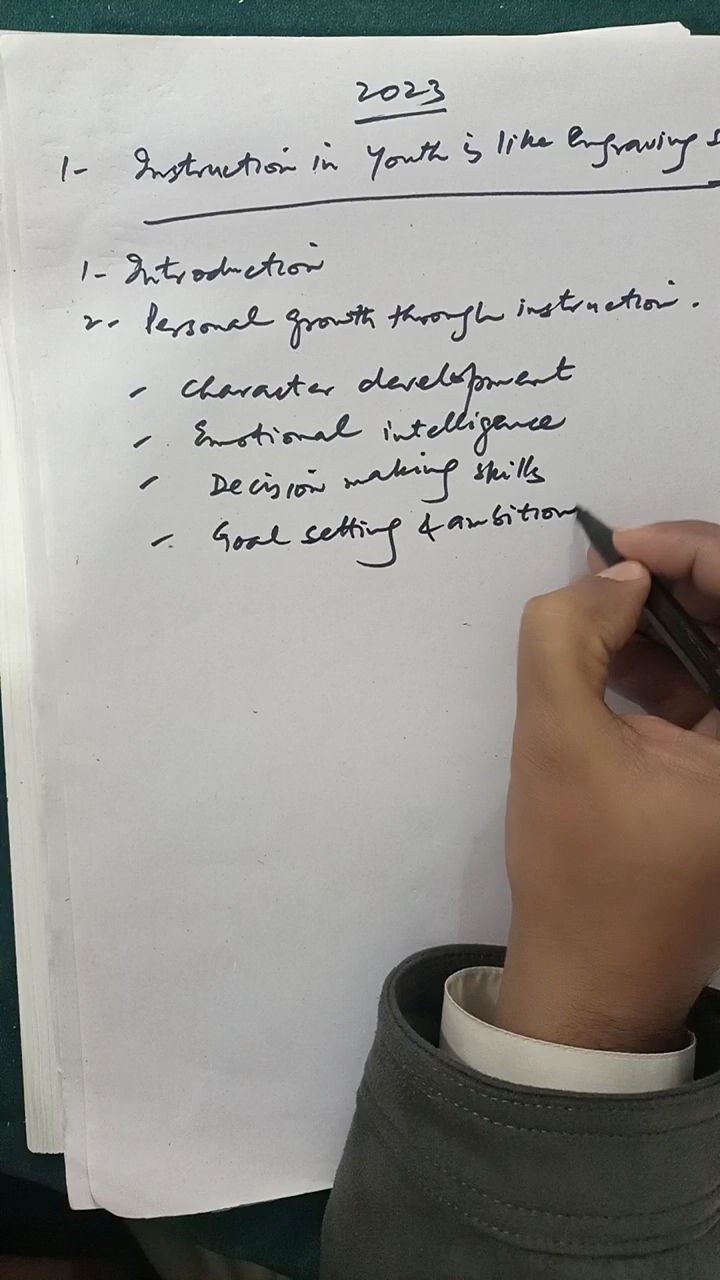 2023
1- Instruction in Youth is like Engraving
1- Introduction
2- Personal growth through instruction.
- Character development
- Emotional intelligence
- Decision making skills
- Goal setting & ambition